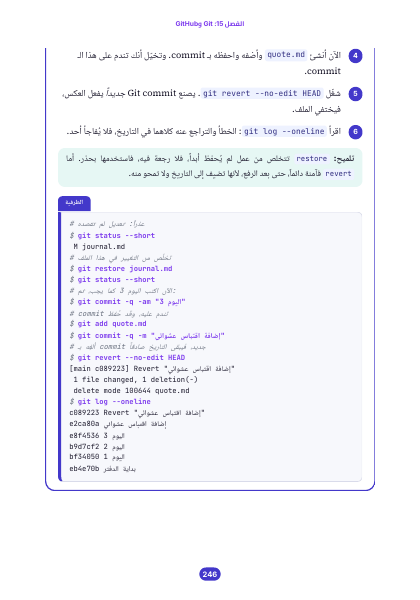 الفصل 15: Git وGitHub
4 الآن أنشئ quote.md وأضفه واحفظه بـ commit. وتخيّل أنك تندم على هذا الـ
commit.
5 شغّل git revert --no-edit HEAD. يصنع Git commit جديداً يفعل العكس،
فيختفي الملف.
6 اقرأ git log --oneline: الخطأ والتراجع عنه كلاهما في التاريخ، فلا يُفاجأ أحد.
تلميح: restore تتخلص من عمل لم يُحفظ أبداً، فلا رجعة فيه، فاستخدمها بحذر. أما
revert فآمنة دائماً، حتى بعد الرفع، لأنها تضيف إلى التاريخ ولا تمحو منه.
الطرفية
# عذراً: تعديل لم تقصده
$ git status --short
 M journal.md
# تخلّص من التغيير في هذا الملف
$ git restore journal.md
$ git status --short
# الآن اكتب اليوم 3 كما يجب، ثم:
$ git commit -q -am "اليوم 3"
# تندم عليه، وقد حُفظ commit
$ git add quote.md
$ git commit -q -m "إضافة اقتباس عشوائي"
# ألغه بـ commit جديد، فيبقى التاريخ صادقاً
$ git revert --no-edit HEAD
[main c089223] Revert "إضافة اقتباس عشوائي"
 1 file changed, 1 deletion(-)
 delete mode 100644 quote.md
$ git log --oneline
c089223 Revert "إضافة اقتباس عشوائي"
e2ca80a إضافة اقتباس عشوائي
e8f4536 اليوم 3
b9d7cf2 اليوم 2
bf34050 اليوم 1
eb4e70b بداية الدفتر
246